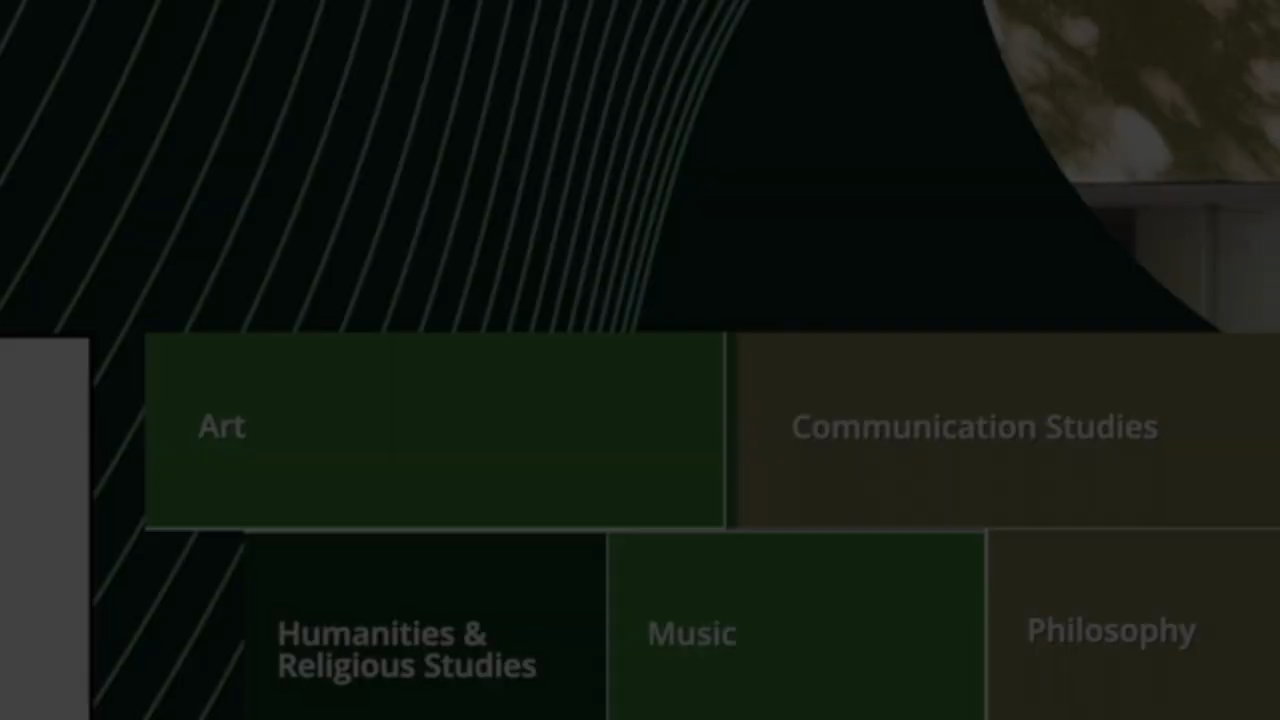 Art
Communication Studies
Humanities &
Religious Studies
Music
Philosophy